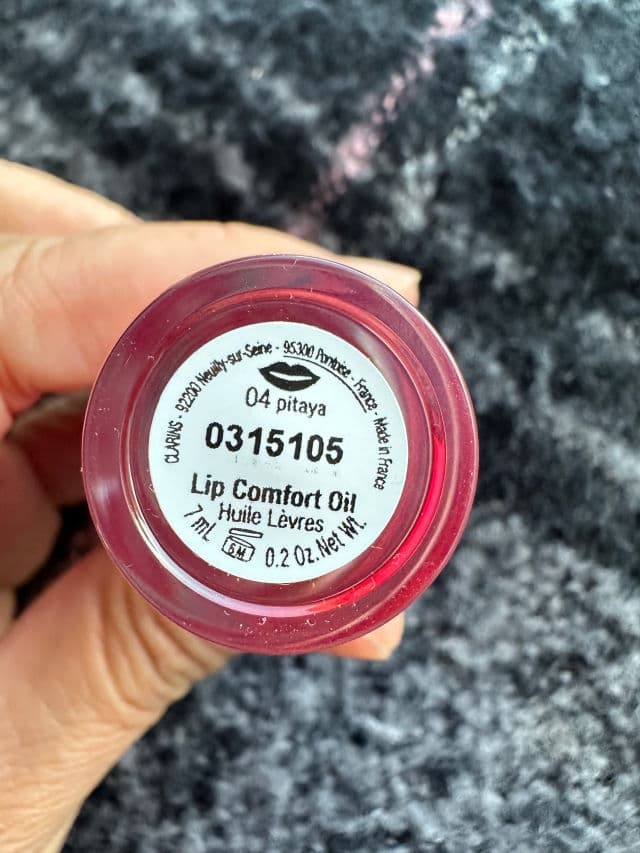 CLARINS - 92200 Neuilly-sur-Seine - 95300 Pontoise - France - Made in France
04 pitaya
0315105
Lip Comfort Oil
Huile Lèvres
7 mL 6M 0.2 Oz.Net Wt.